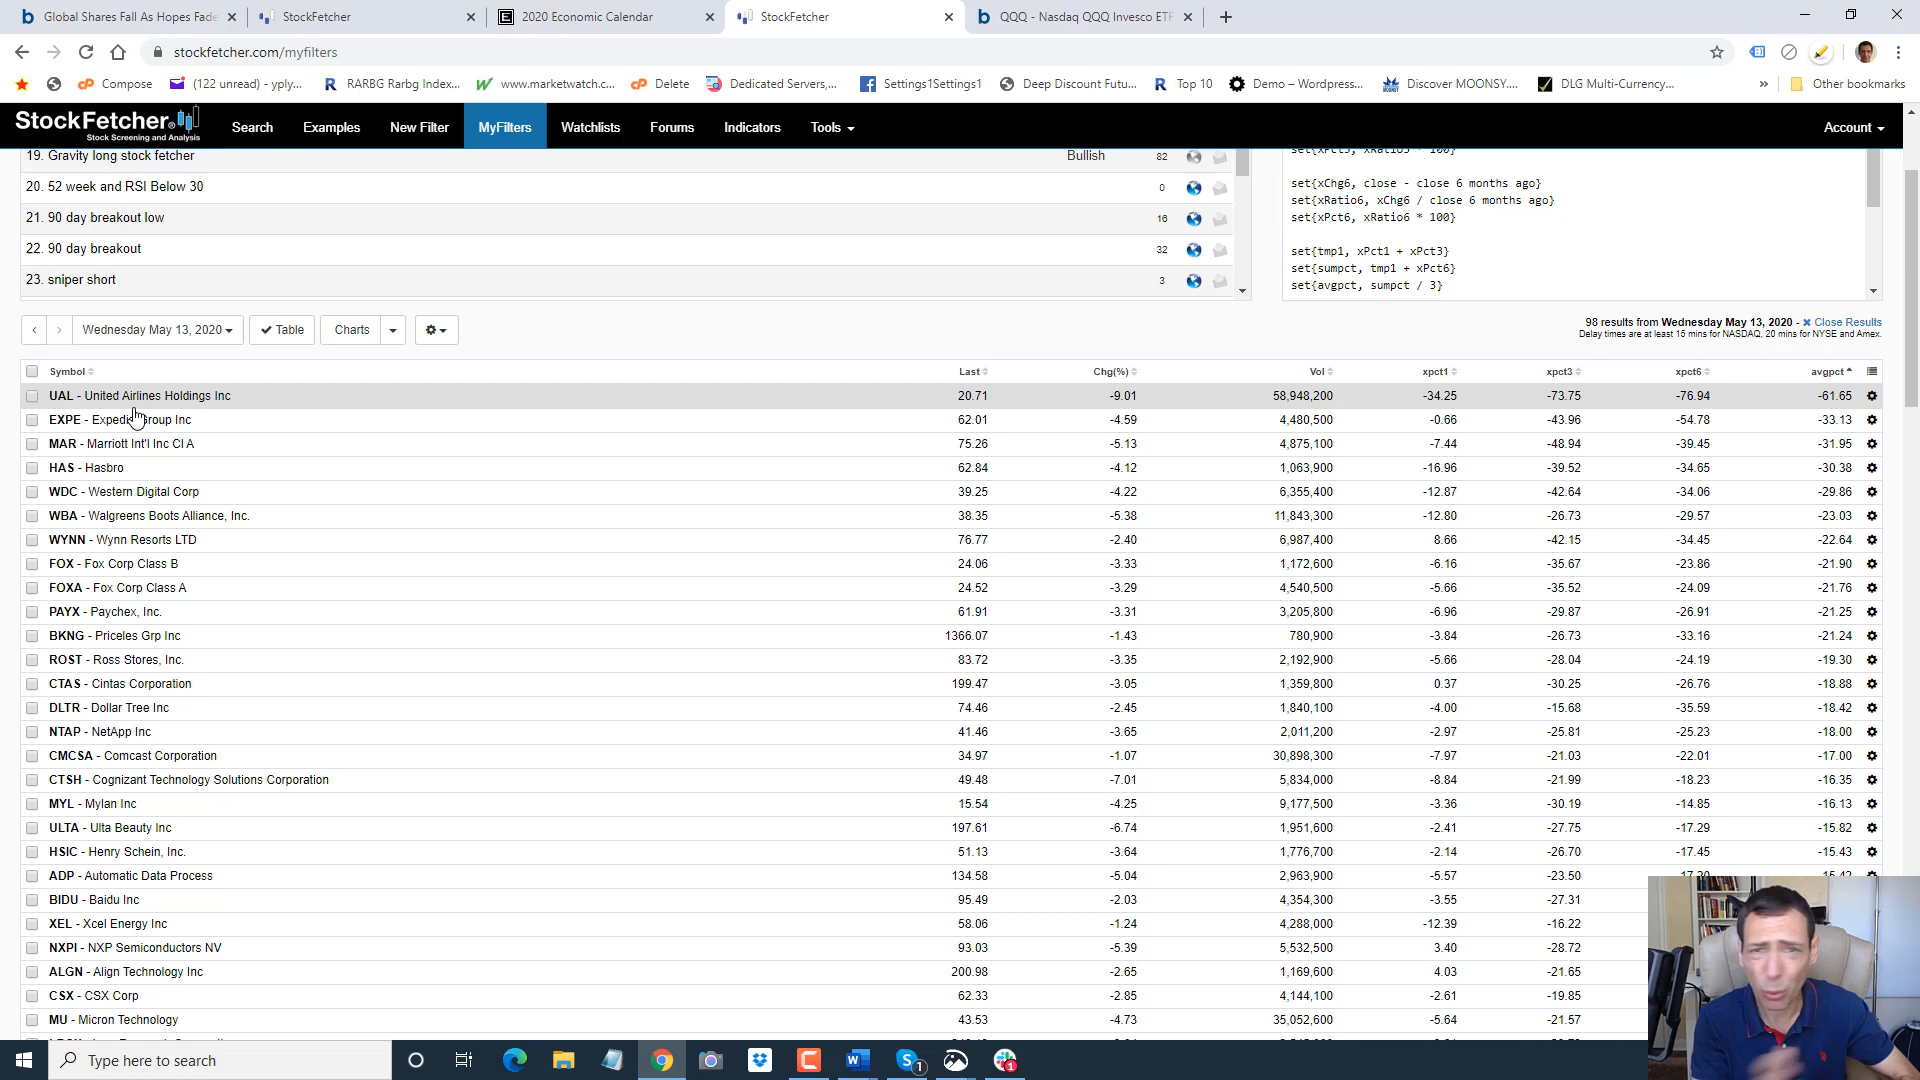 Global Shares Fall As Hopes Fade
StockFetcher
2020 Economic Calendar
StockFetcher
QQQ - Nasdaq QQQ Invesco ETF
stockfetcher.com/myfilters
Compose
(122 unread) - yply...
RARBG Rarbg Index...
www.marketwatch.c...
Delete
Dedicated Servers,...
Settings1Settings1
Deep Discount Futu...
Top 10
Demo – Wordpress...
Discover MOONSY....
DLG Multi-Currency...
»
Other bookmarks
StockFetcher
Stock Screening and Analysis
Search
Examples
New Filter
MyFilters
Watchlists
Forums
Indicators
Tools
Account
19. Gravity long stock fetcher Bullish 82
20. 52 week and RSI Below 30 0
21. 90 day breakout low 16
22. 90 day breakout 32
23. sniper short 3
set{xPct3, xRatio3 * 100}
set{xChg6, close - close 6 months ago}
set{xRatio6, xChg6 / close 6 months ago}
set{xPct6, xRatio6 * 100}
set{tmp1, xPct1 + xPct3}
set{sumpct, tmp1 + xPct6}
set{avgpct, sumpct / 3}
Wednesday May 13, 2020
Table
Charts
98 results from Wednesday May 13, 2020 - Close Results
Delay times are at least 15 mins for NASDAQ, 20 mins for NYSE and Amex.
Symbol Last Chg(%) Vol xpct1 xpct3 xpct6 avgpct
UAL - United Airlines Holdings Inc 20.71 -9.01 58,948,200 -34.25 -73.75 -76.94 -61.65
EXPE - Expedia Group Inc 62.01 -4.59 4,480,500 -0.66 -43.96 -54.78 -33.13
MAR - Marriott Int'l Inc Cl A 75.26 -5.13 4,875,100 -7.44 -48.94 -39.45 -31.95
HAS - Hasbro 62.84 -4.12 1,063,900 -16.96 -39.52 -34.65 -30.38
WDC - Western Digital Corp 39.25 -4.22 6,355,400 -12.87 -42.64 -34.06 -29.86
WBA - Walgreens Boots Alliance, Inc. 38.35 -5.38 11,843,300 -12.80 -26.73 -29.57 -23.03
WYNN - Wynn Resorts LTD 76.77 -2.40 6,987,400 8.66 -42.15 -34.45 -22.64
FOX - Fox Corp Class B 24.06 -3.33 1,172,600 -6.16 -35.67 -23.86 -21.90
FOXA - Fox Corp Class A 24.52 -3.29 4,540,500 -5.66 -35.52 -24.09 -21.76
PAYX - Paychex, Inc. 61.91 -3.31 3,205,800 -6.96 -29.87 -26.91 -21.25
BKNG - Priceles Grp Inc 1366.07 -1.43 780,900 -3.84 -26.73 -33.16 -21.24
ROST - Ross Stores, Inc. 83.72 -3.35 2,192,900 -5.66 -28.04 -24.19 -19.30
CTAS - Cintas Corporation 199.47 -3.05 1,359,800 0.37 -30.25 -26.76 -18.88
DLTR - Dollar Tree Inc 74.46 -2.45 1,840,100 -4.00 -15.68 -35.59 -18.42
NTAP - NetApp Inc 41.46 -3.65 2,011,200 -2.97 -25.81 -25.23 -18.00
CMCSA - Comcast Corporation 34.97 -1.07 30,898,300 -7.97 -21.03 -22.01 -17.00
CTSH - Cognizant Technology Solutions Corporation 49.48 -7.01 5,834,000 -8.84 -21.99 -18.23 -16.35
MYL - Mylan Inc 15.54 -4.25 9,177,500 -3.36 -30.19 -14.85 -16.13
ULTA - Ulta Beauty Inc 197.61 -6.74 1,951,600 -2.41 -27.75 -17.29 -15.82
HSIC - Henry Schein, Inc. 51.13 -3.64 1,776,700 -2.14 -26.70 -17.45 -15.43
ADP - Automatic Data Process 134.58 -5.04 2,963,900 -5.57 -23.50 -17.20 -15.42
BIDU - Baidu Inc 95.49 -2.03 4,354,300 -3.55 -27.31
XEL - Xcel Energy Inc 58.06 -1.24 4,288,000 -12.39 -16.22
NXPI - NXP Semiconductors NV 93.03 -5.39 5,532,500 3.40 -28.72
ALGN - Align Technology Inc 200.98 -2.65 1,169,600 4.03 -21.65
CSX - CSX Corp 62.33 -2.85 4,144,100 -2.61 -19.85
MU - Micron Technology 43.53 -4.73 35,052,600 -5.64 -21.57
Type here to search
1
1